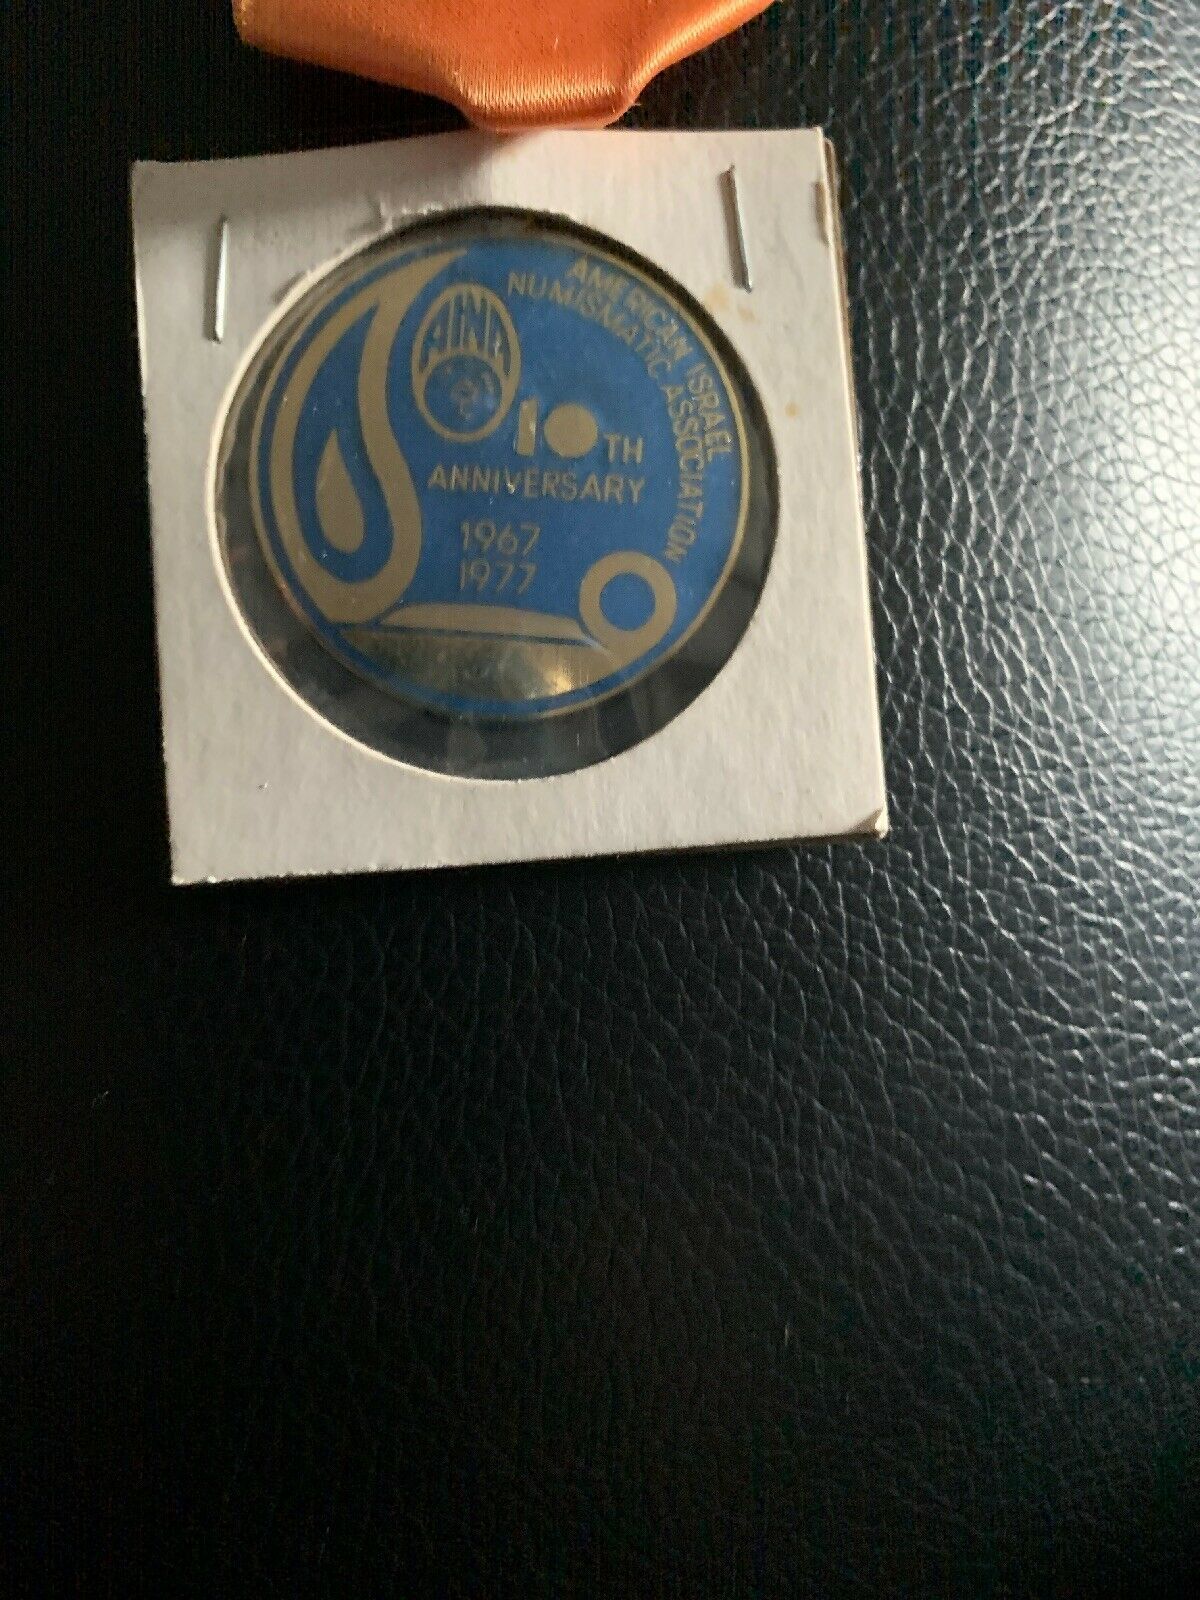 AMERICAN ISRAEL
NUMISMATIC ASSOCIATION
AINA
10TH
ANNIVERSARY
1967
1977